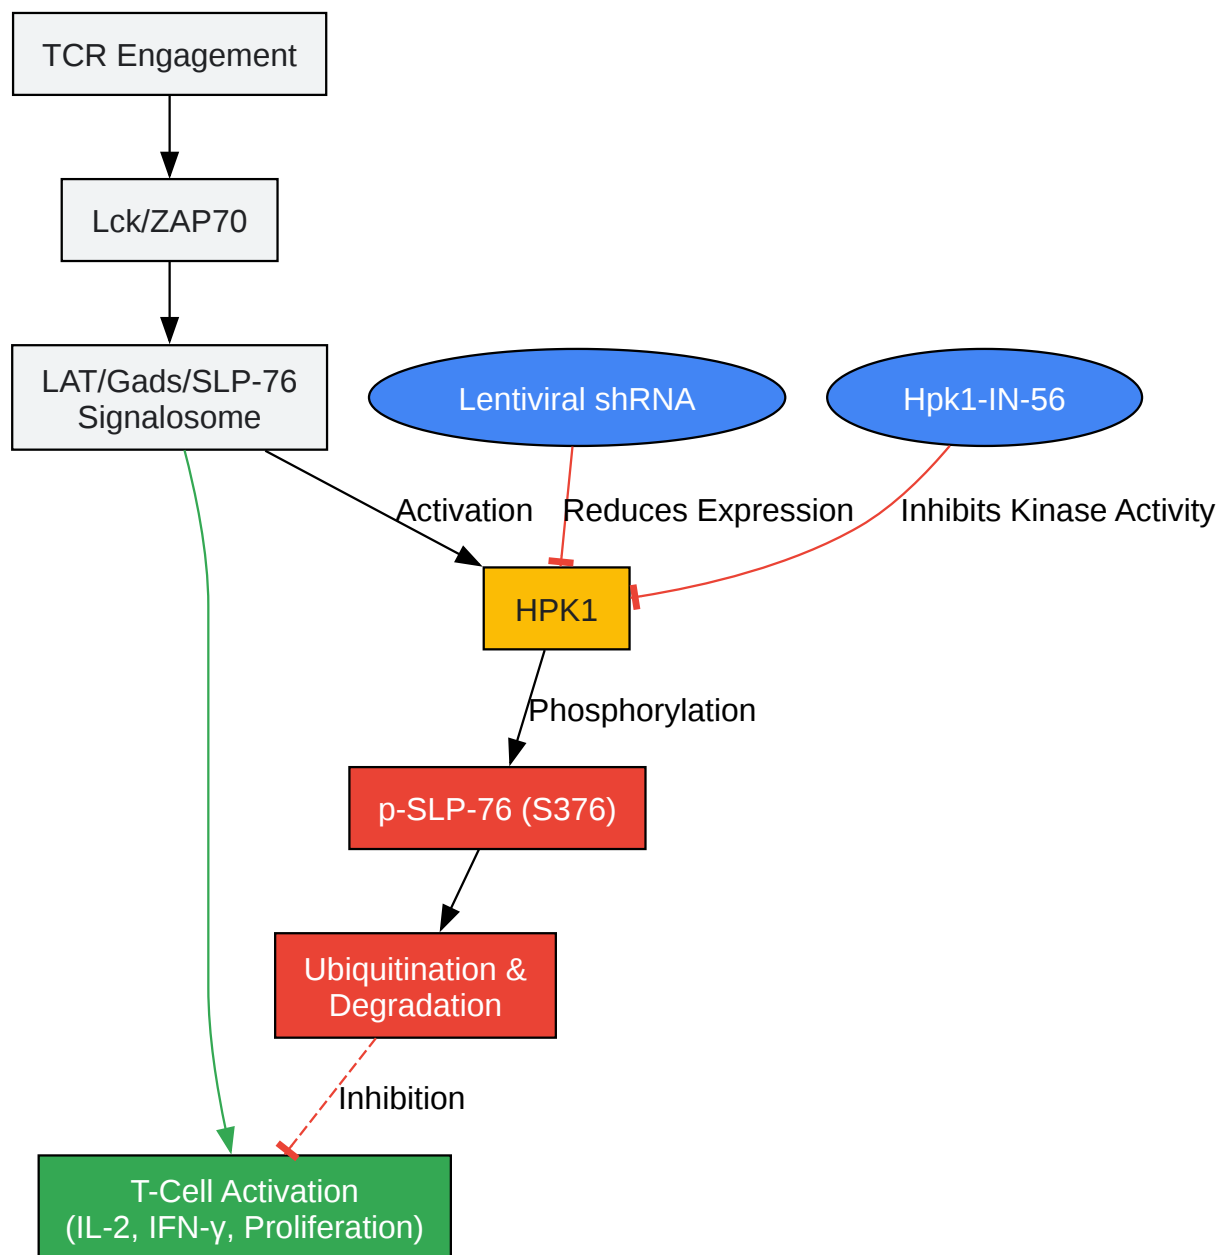 TCR Engagement
Lck/ZAP70
LAT/Gads/SLP-76
Signalosome
Lentiviral shRNA
Hpk1-IN-56
Activation
Reduces Expression
Inhibits Kinase Activity
HPK1
Phosphorylation
p-SLP-76 (S376)
Ubiquitination &
Degradation
Inhibition
T-Cell Activation
(IL-2, IFN-γ, Proliferation)